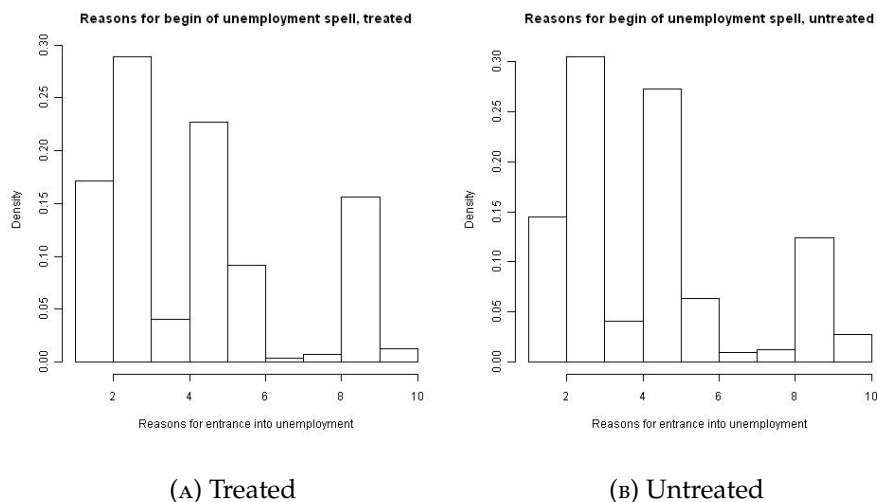 Reasons for begin of unemployment spell, treated
0.30
0.25
0.20
0.15
0.10
0.05
0.00
Density
2 4 6 8 10
Reasons for entrance into unemployment
(A) Treated
Reasons for begin of unemployment spell, untreated
0.30
0.25
0.20
0.15
0.10
0.05
0.00
Density
2 4 6 8 10
Reasons for entrance into unemployment
(B) Untreated